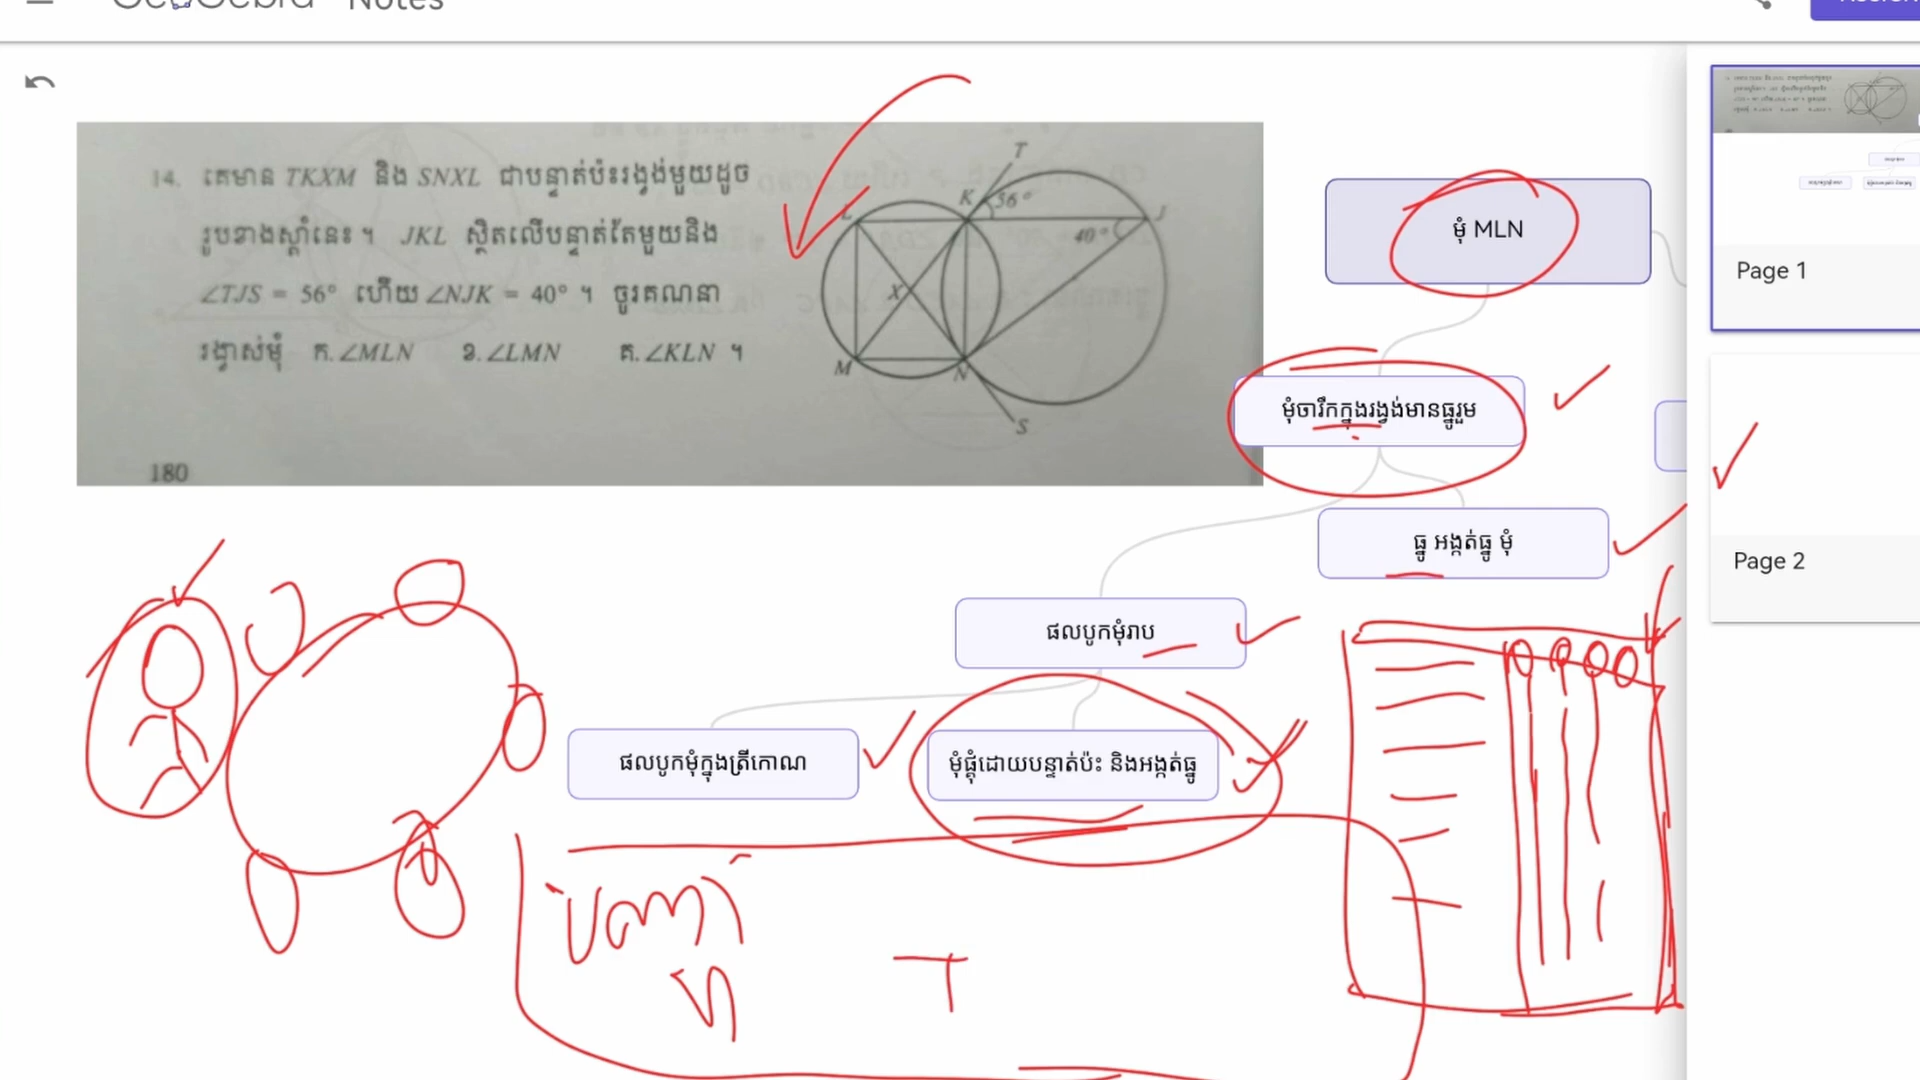 GeoGebra Notes
14. គេមាន TKXM និង SNXL ជាបន្ទាត់ប៉ះរង្វង់មួយដូច
រូបខាងស្ដាំនេះ ។ JKL ស្ថិតលើបន្ទាត់តែមួយនិង
∠TJS = 56° ហើយ ∠NJK = 40° ។ ចូរគណនា
រង្វាស់មុំ ក. ∠MLN ខ. ∠LMN គ. ∠KLN ។
180
T
L
K
56°
J
40°
X
M
N
S
មុំ MLN
មុំចារឹកក្នុងរង្វង់មានធ្នូរួម
ធ្នូ អង្កត់ធ្នូ មុំ
ផលបូកមុំរាប
ផលបូកមុំក្នុងត្រីកោណ
មុំផ្គុំដោយបន្ទាត់ប៉ះ និងអង្កត់ធ្នូ
T
Page 1
Page 2